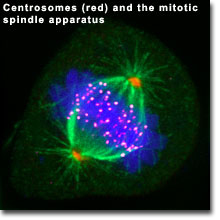 Centrosomes (red) and the mitotic
spindle apparatus